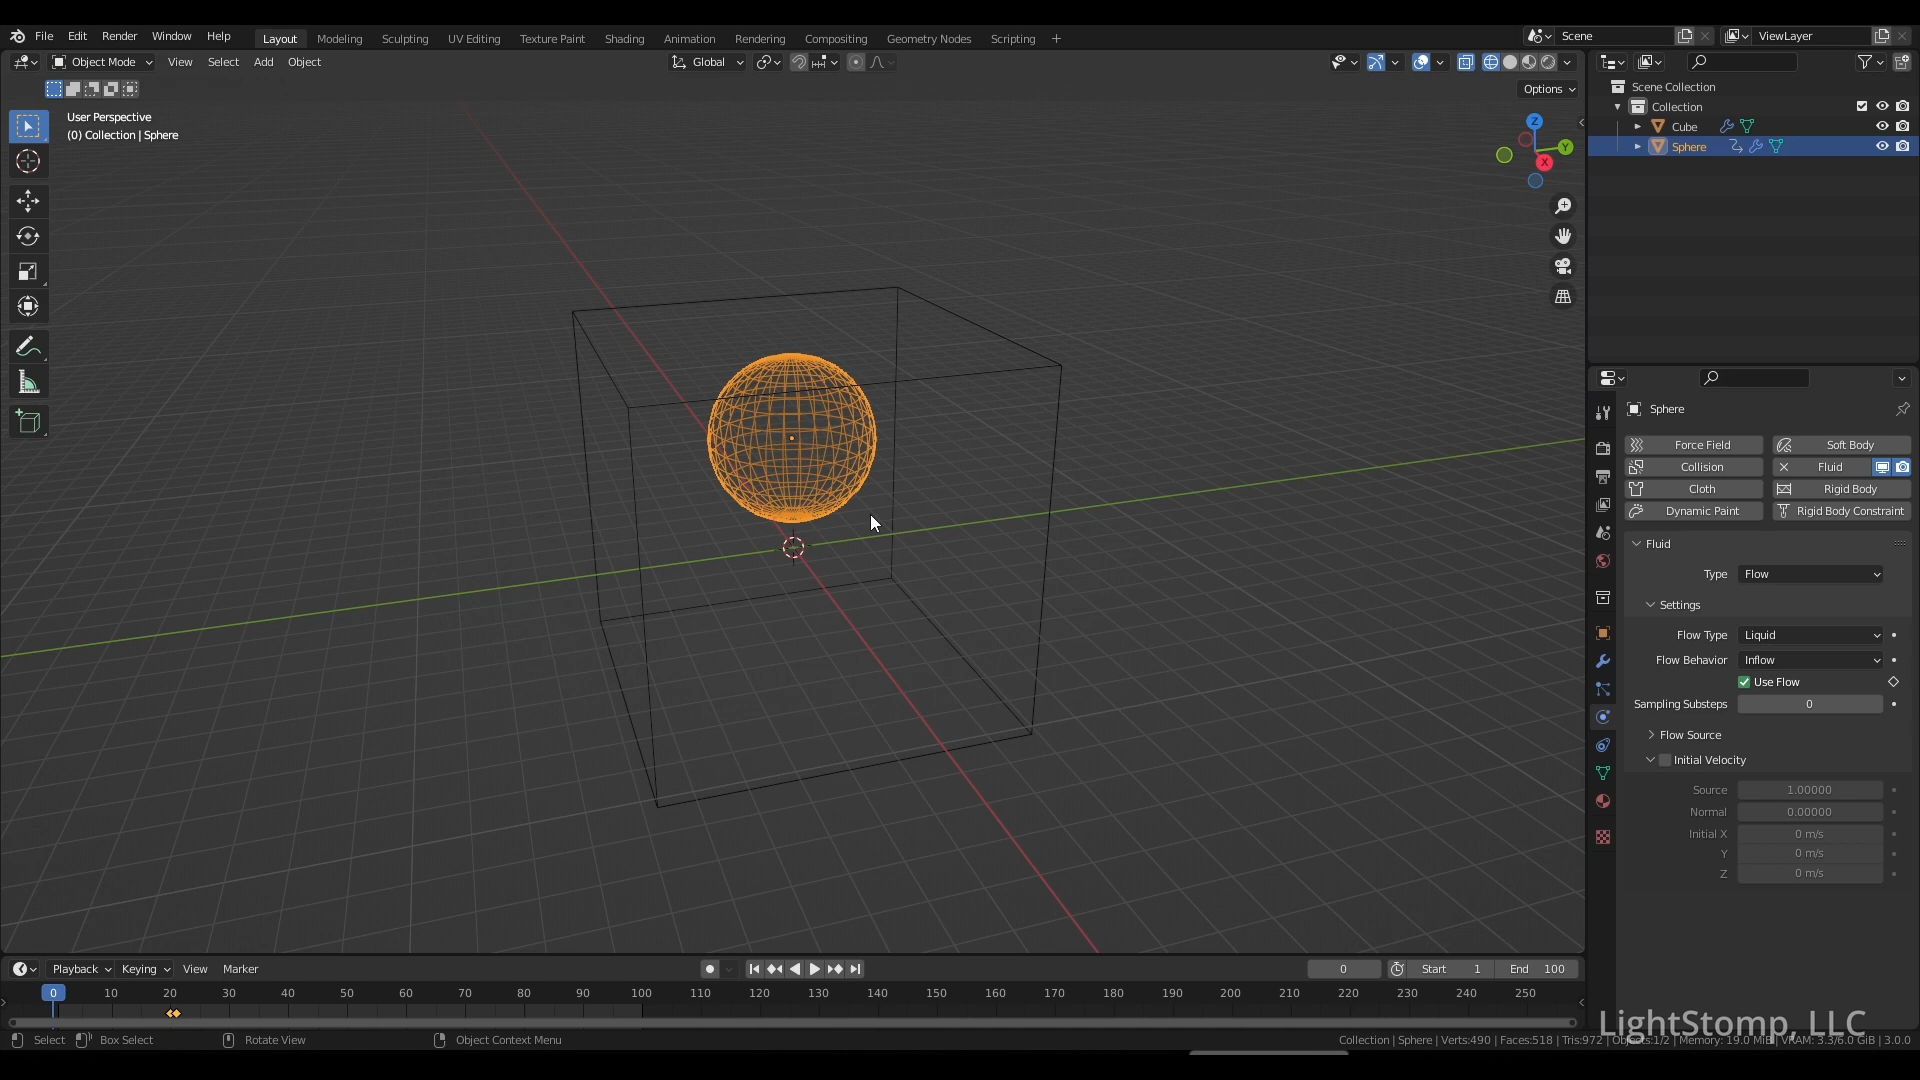 File Edit Render Window Help Layout Modeling Sculpting UV Editing Texture Paint Shading Animation Rendering Compositing Geometry Nodes Scripting + Scene ViewLayer
Object Mode View Select Add Object Global
Options
User Perspective
(0) Collection | Sphere
Z
Y
X
Scene Collection
Collection
Cube
Sphere
Sphere
Force Field Soft Body
Collision Fluid
Cloth Rigid Body
Dynamic Paint Rigid Body Constraint
Fluid
Type Flow
Settings
Flow Type Liquid
Flow Behavior Inflow
Use Flow
Sampling Substeps 0
Flow Source
Initial Velocity
Source 1.00000
Normal 0.00000
Initial X 0 m/s
Y 0 m/s
Z 0 m/s
Playback Keying View Marker 0 Start 1 End 100
0 10 20 30 40 50 60 70 80 90 100 110 120 130 140 150 160 170 180 190 200 210 220 230 240 250
LightStomp, LLC
Select Box Select Rotate View Object Context Menu Collection | Sphere | Verts:490 | Faces:518 | Tris:972 | Objects:1/2 | Memory: 19.0 MiB | VRAM: 3.3/6.0 GiB | 3.0.0